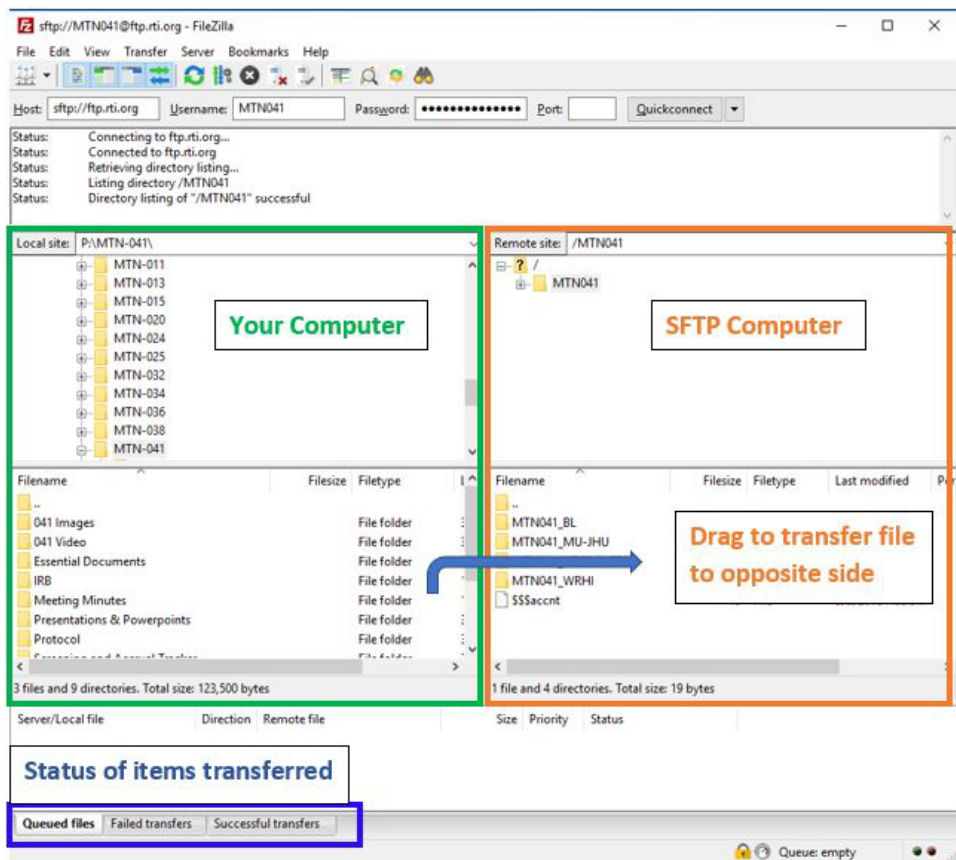 sftp://MTN041@ftp.rti.org - FileZilla
File Edit View Transfer Server Bookmarks Help
Host: sftp://ftp.rti.org Username: MTN041 Password: ●●●●●●●●●●●●●● Port: Quickconnect
Status: Connecting to ftp.rti.org...
Status: Connected to ftp.rti.org
Status: Retrieving directory listing...
Status: Listing directory /MTN041
Status: Directory listing of "/MTN041" successful
Local site: P:\MTN-041\
MTN-011
MTN-013
MTN-015
MTN-020
MTN-024
MTN-025
MTN-032
MTN-034
MTN-036
MTN-038
MTN-041
Your Computer
Filename Filesize Filetype
..
041 Images File folder
041 Video File folder
Essential Documents File folder
IRB File folder
Meeting Minutes File folder
Presentations & Powerpoints File folder
Protocol File folder
Screening and Accrual Tracker File folder
3 files and 9 directories. Total size: 123,500 bytes
Remote site: /MTN041
? /
MTN041
SFTP Computer
Filename Filesize Filetype Last modified Per
..
MTN041_BL
MTN041_MU-JHU
MTN041_WRHI
$$$accnt
Drag to transfer file
to opposite side
1 file and 4 directories. Total size: 19 bytes
Server/Local file Direction Remote file Size Priority Status
Status of items transferred
Queued files Failed transfers Successful transfers
Queue: empty